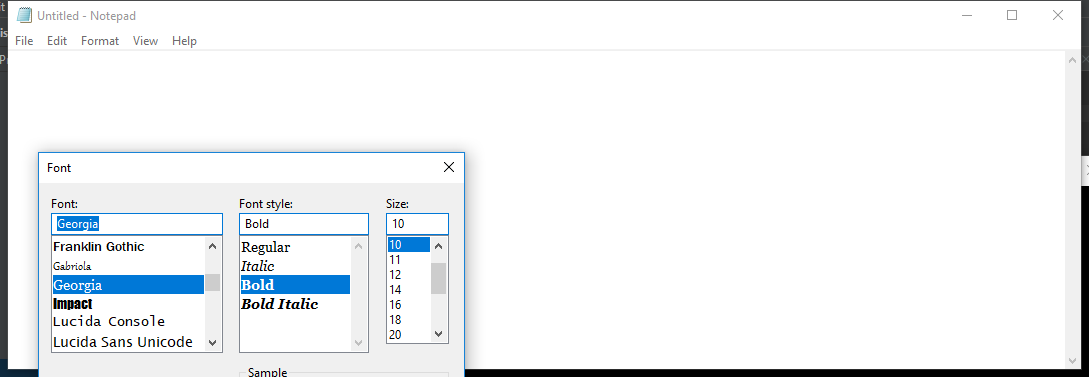 Untitled - Notepad
File Edit Format View Help
Font
Font: Font style: Size:
Georgia Bold 10
Franklin Gothic Regular 10
Gabriola Italic 11
Georgia Bold 12
Impact Bold Italic 14
Lucida Console 16
Lucida Sans Unicode 18
20
Sample